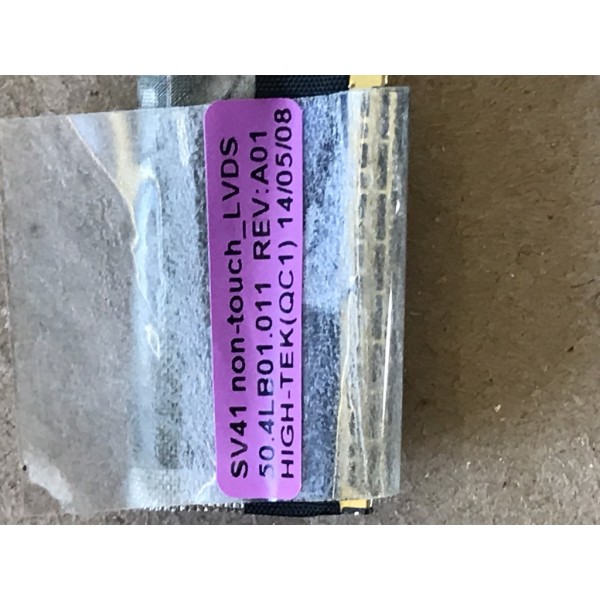 SV41 non-touch_LVDS
50.4LB01.011 REV:A01
HIGH-TEK(QC1) 14/05/08